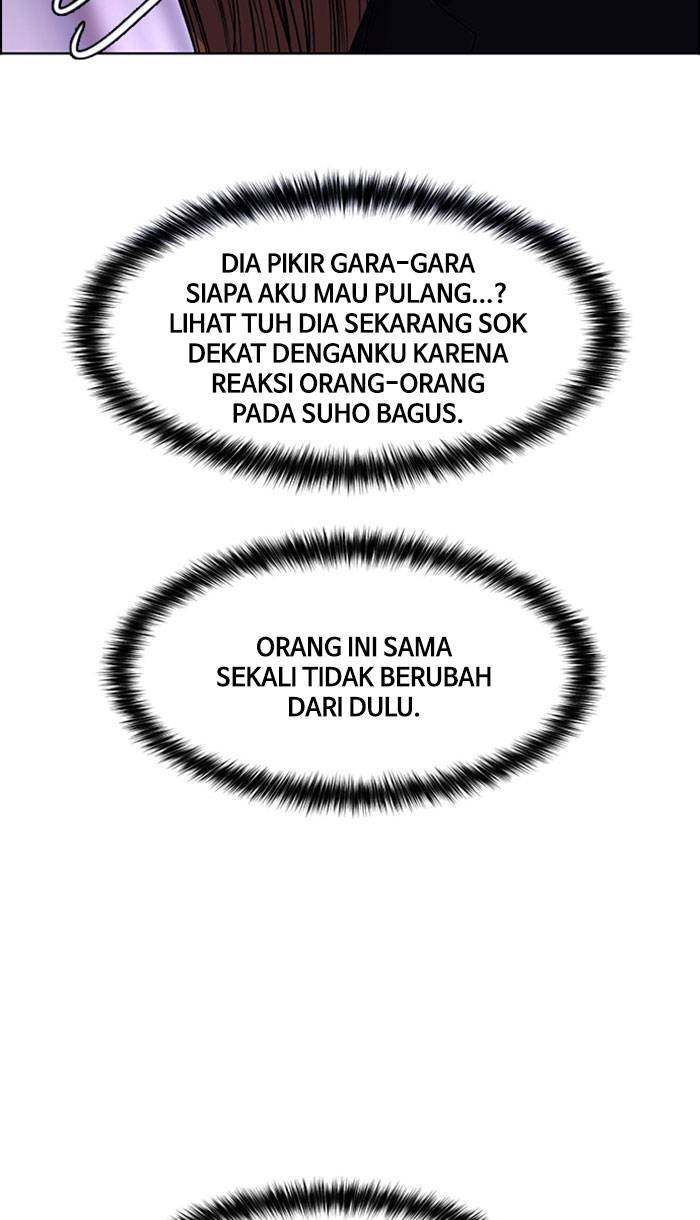 DIA PIKIR GARA-GARA
SIAPA AKU MAU PULANG...?
LIHAT TUH DIA SEKARANG SOK
DEKAT DENGANKU KARENA
REAKSI ORANG-ORANG
PADA SUHO BAGUS.
ORANG INI SAMA
SEKALI TIDAK BERUBAH
DARI DULU.